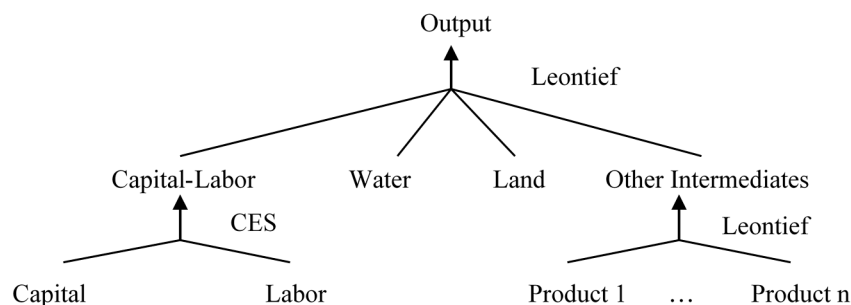 Output
Leontief
Capital-Labor Water Land Other Intermediates
CES Leontief
Capital Labor Product 1 … Product n